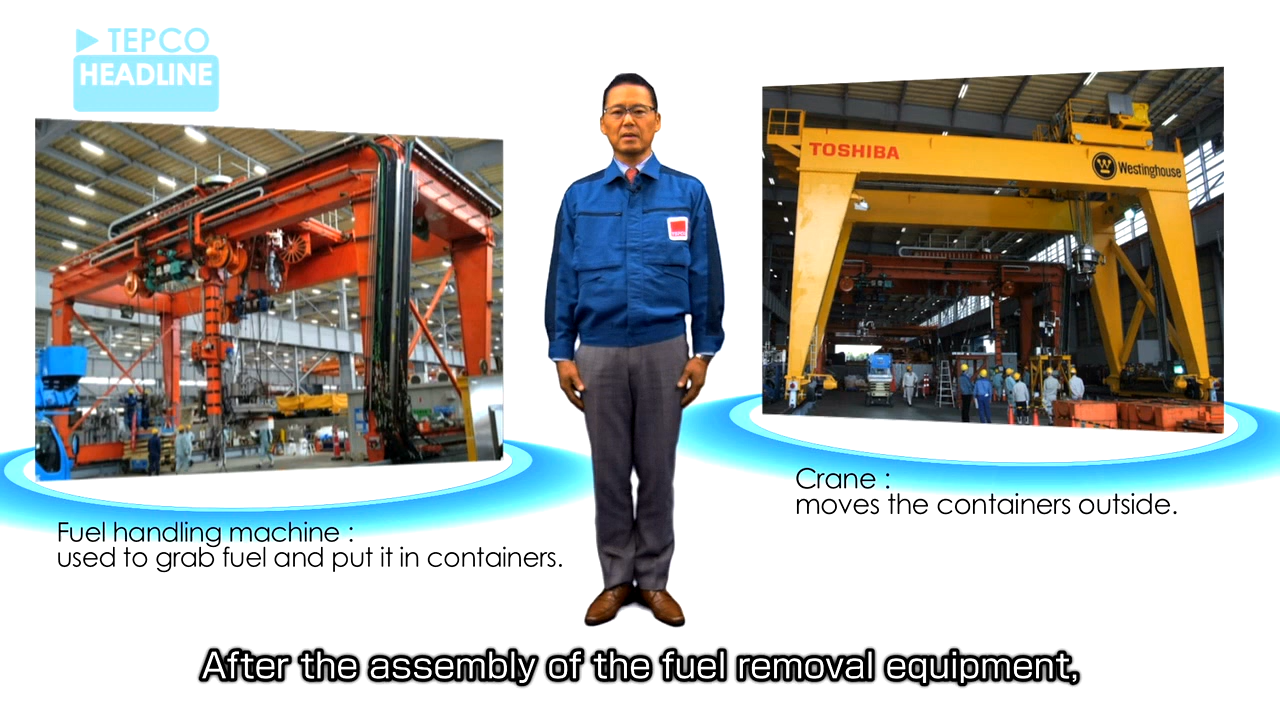 TEPCO
HEADLINE
TOSHIBA
Westinghouse
Crane :
moves the containers outside.
Fuel handling machine :
used to grab fuel and put it in containers.
After the assembly of the fuel removal equipment,